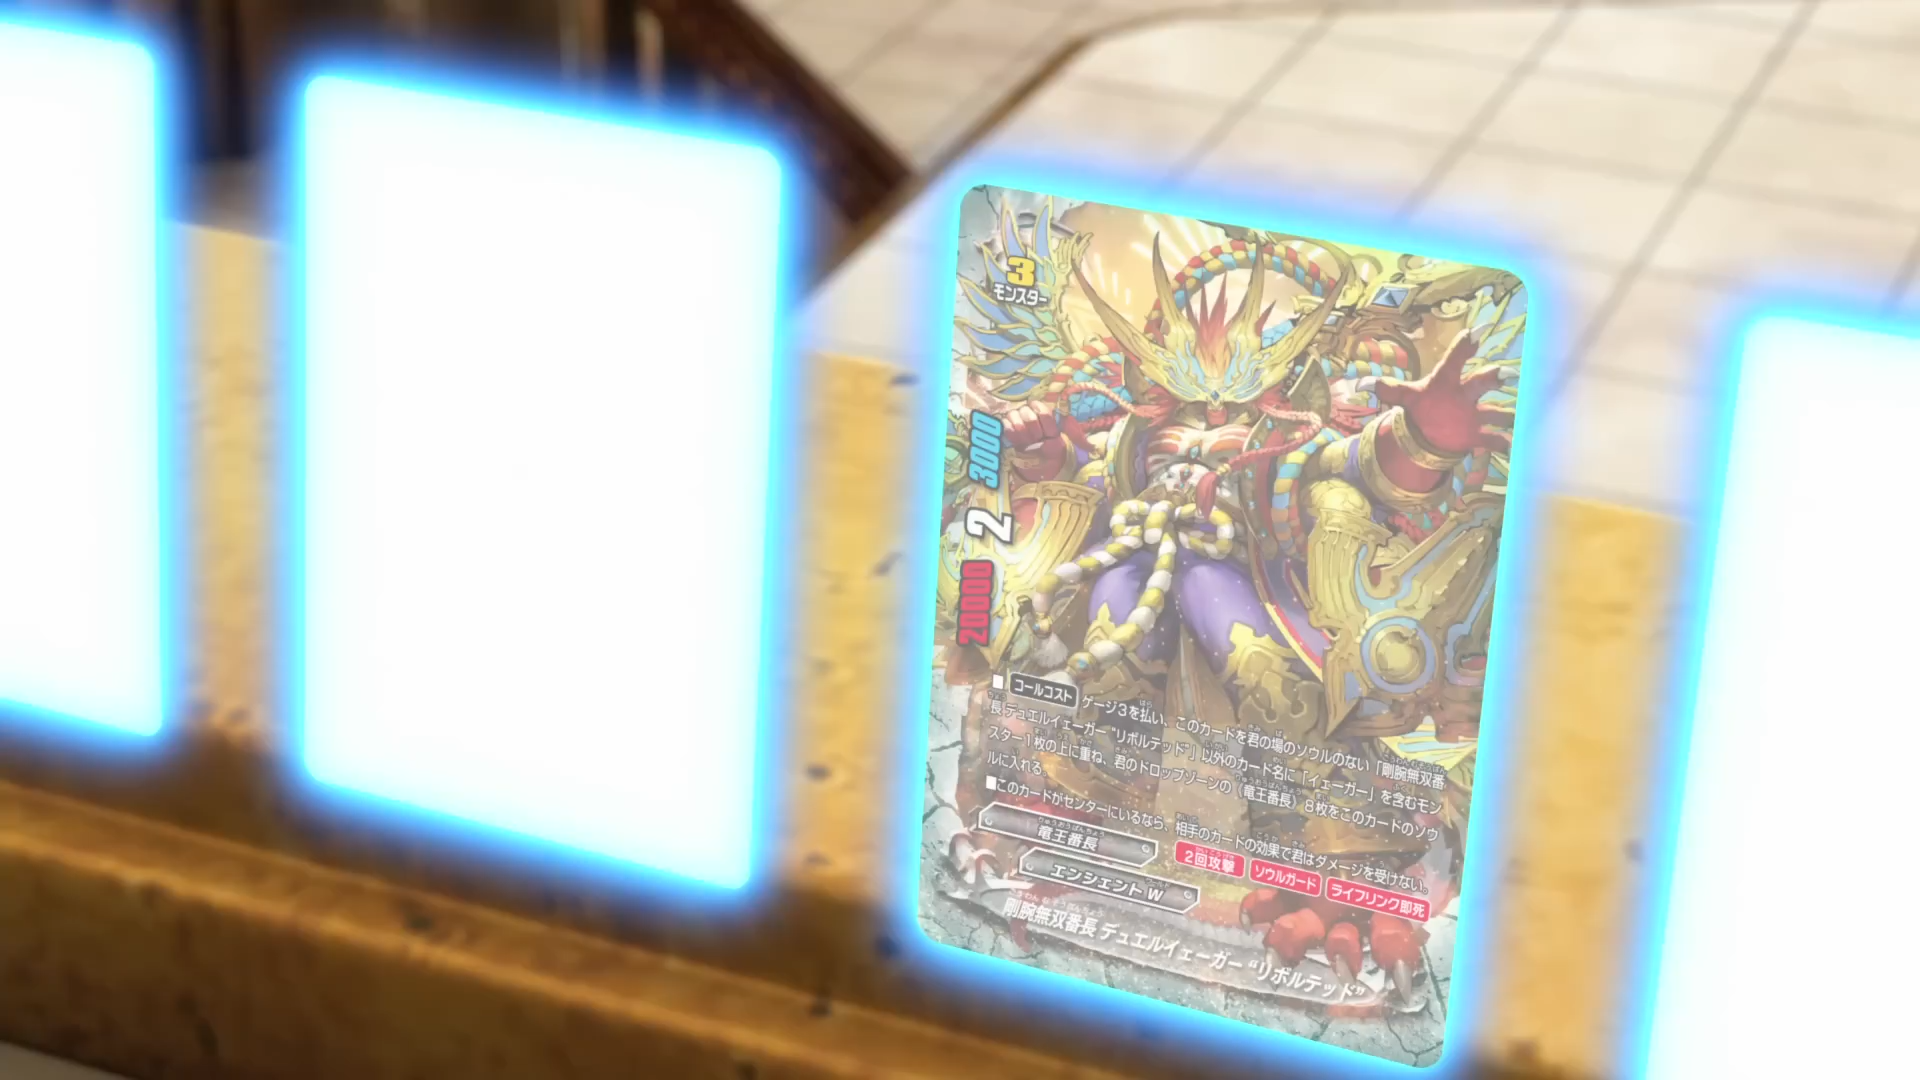 3
モンスター
3000
2
20000
■コールコスト ゲージ3を払い、このカードを君の場のソウルのない「剛腕無双番
長 デュエルイェーガー “リボルテッド”」以外のカード名に「イェーガー」を含むモン
スター1枚の上に重ね、君のドロップゾーンの《竜王番長》8枚をこのカードのソウ
ルに入れる。
■このカードがセンターにいるなら、相手のカードの効果で君はダメージを受けない。
2回攻撃 ソウルガード ライフリンク即死
竜王番長
エンシェントW
剛腕無双番長 デュエルイェーガー “リボルテッド”